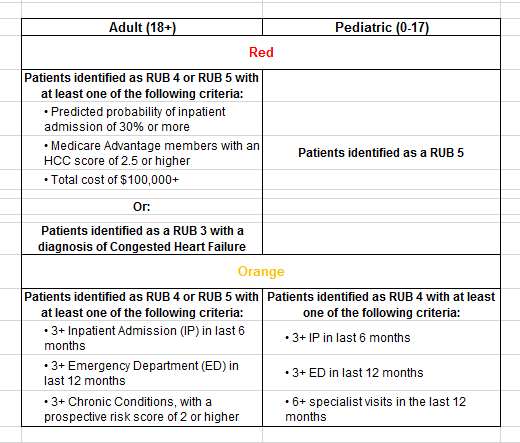 Adult (18+)
Pediatric (0-17)
Red
Patients identified as RUB 4 or RUB 5 with
at least one of the following criteria:
• Predicted probability of inpatient
admission of 30% or more
• Medicare Advantage members with an
HCC score of 2.5 or higher
• Total cost of $100,000+
Or:
Patients identified as a RUB 3 with a
diagnosis of Congested Heart Failure
Patients identified as a RUB 5
Orange
Patients identified as RUB 4 or RUB 5 with
at least one of the following criteria:
• 3+ Inpatient Admission (IP) in last 6
months
• 3+ Emergency Department (ED) in
last 12 months
• 3+ Chronic Conditions, with a
prospective risk score of 2 or higher
Patients identified as RUB 4 with at least
one of the following criteria:
• 3+ IP in last 6 months
• 3+ ED in last 12 months
• 6+ specialist visits in the last 12
months